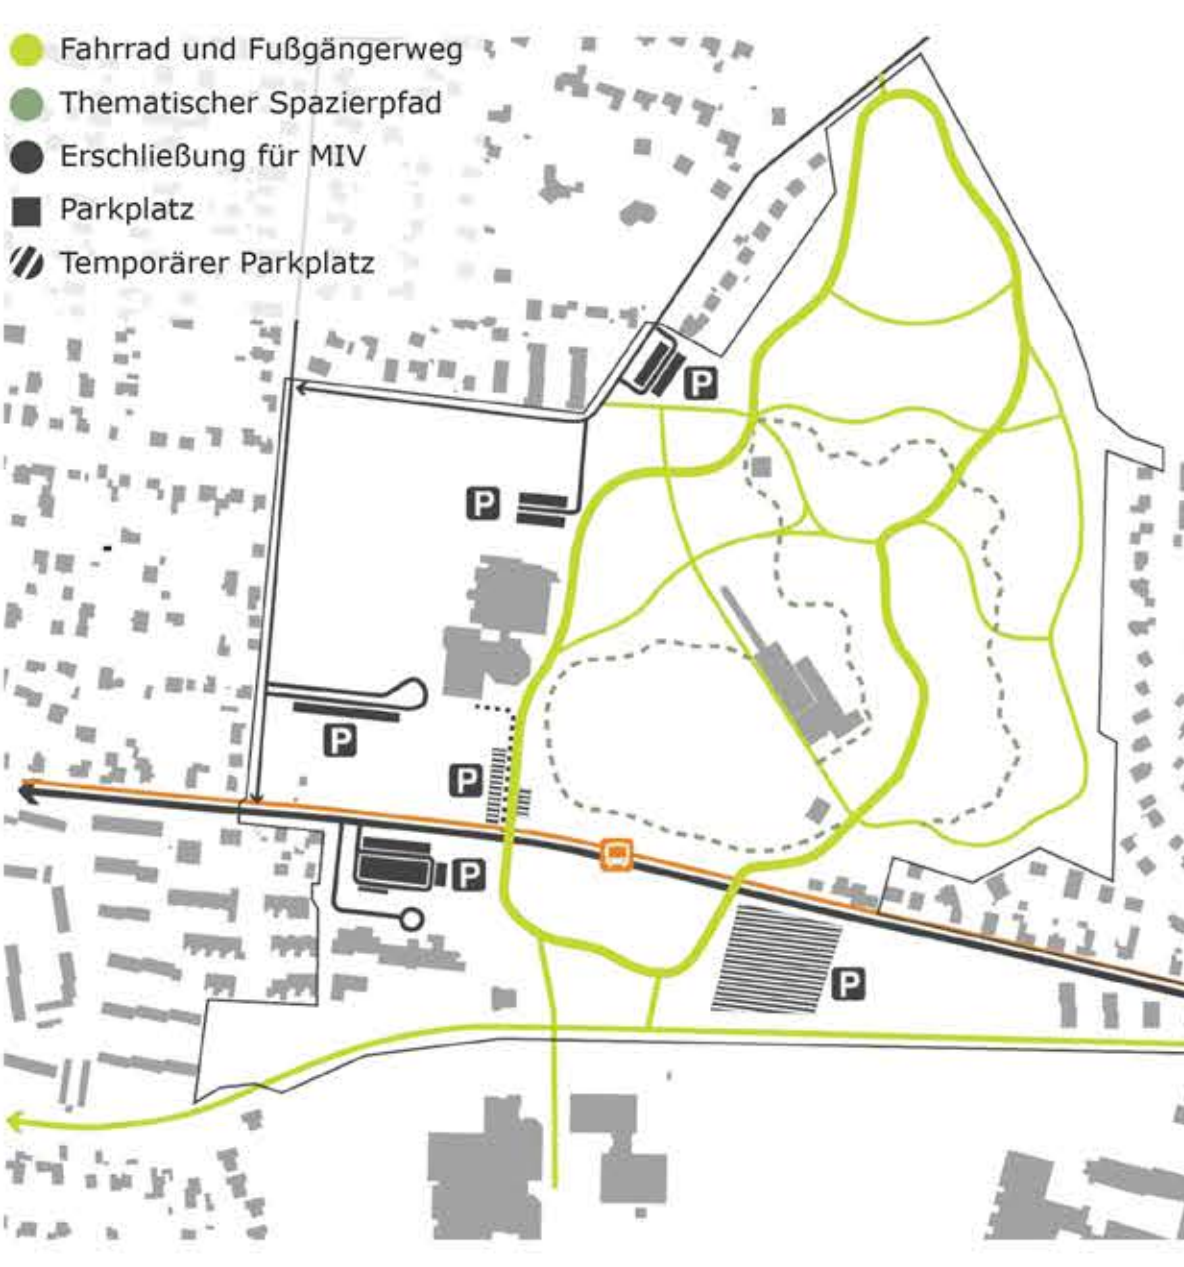 Fahrrad und Fußgängerweg
Thematischer Spazierpfad
Erschließung für MIV
Parkplatz
Temporärer Parkplatz
P
P
P
P
P
P